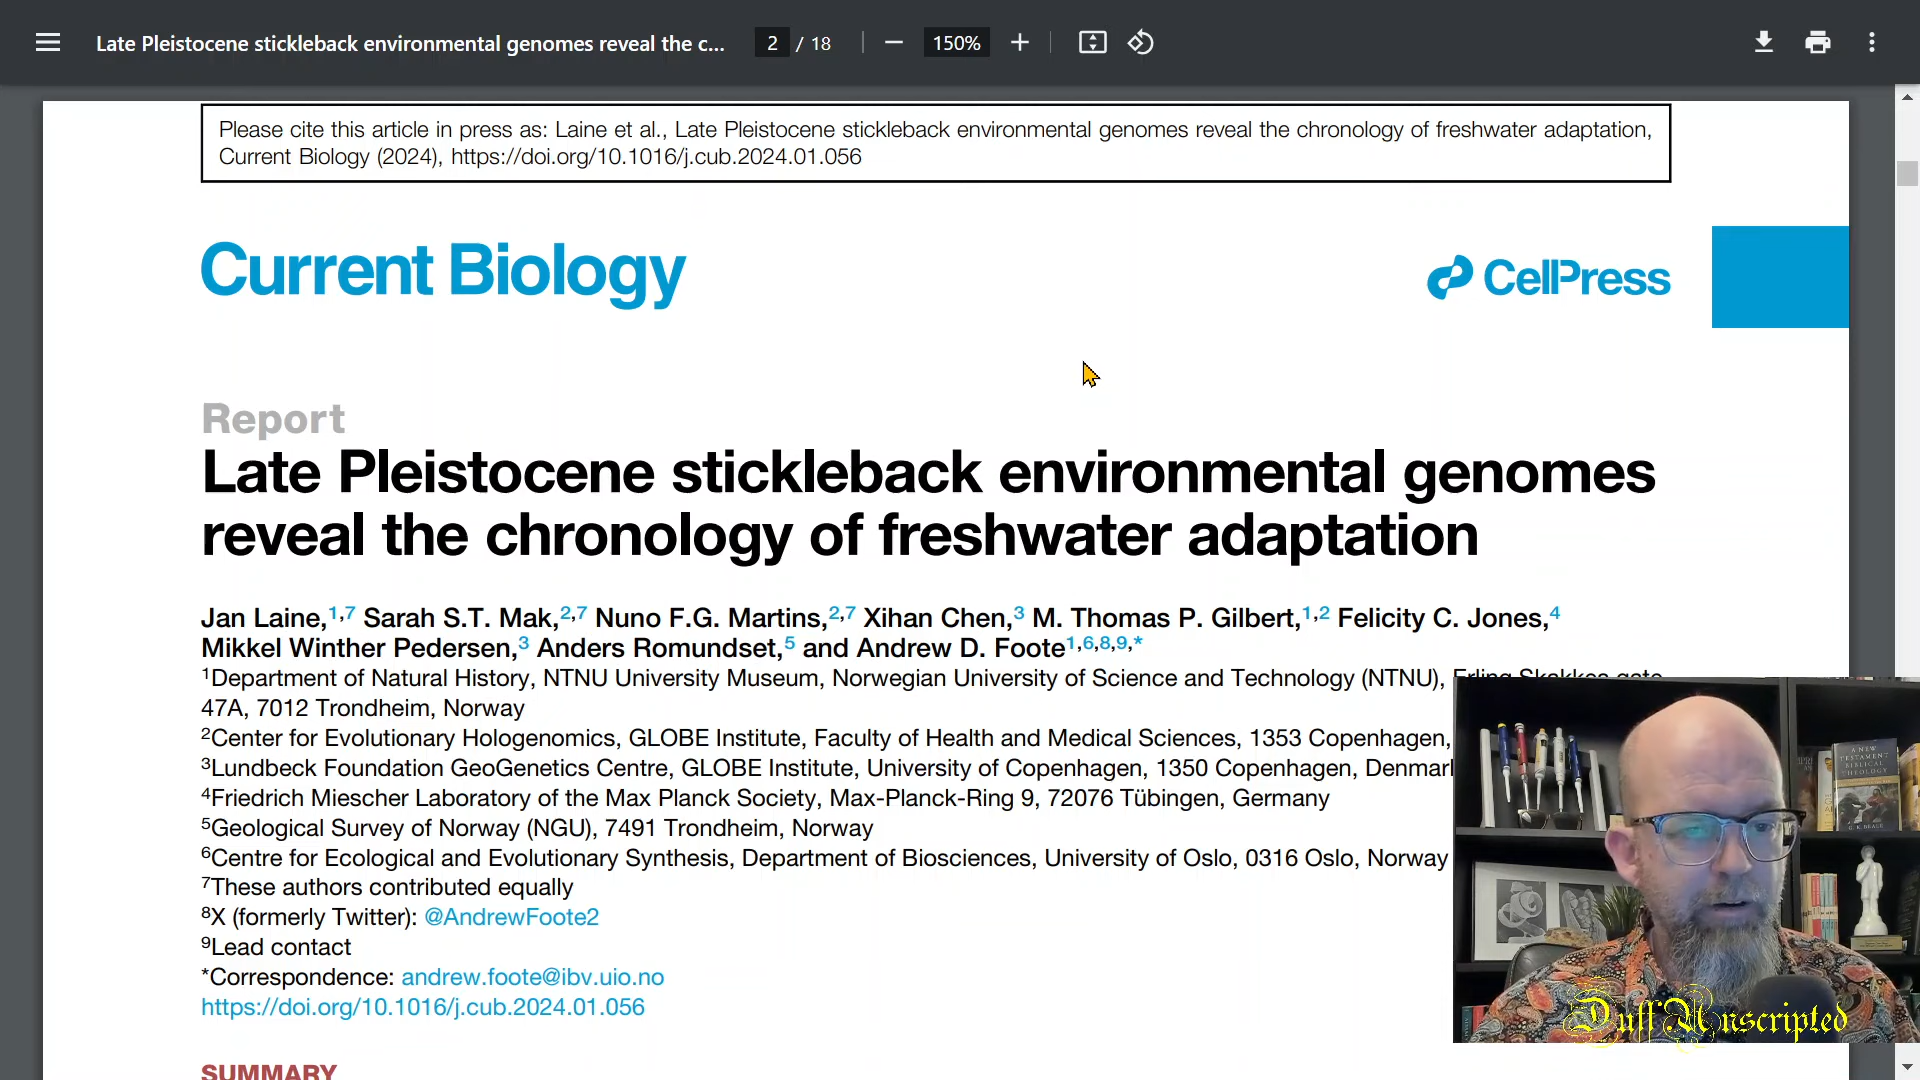 Late Pleistocene stickleback environmental genomes reveal the c...
2 / 18
150%
Please cite this article in press as: Laine et al., Late Pleistocene stickleback environmental genomes reveal the chronology of freshwater adaptation,
Current Biology (2024), https://doi.org/10.1016/j.cub.2024.01.056
Current Biology
CellPress
Report
Late Pleistocene stickleback environmental genomes
reveal the chronology of freshwater adaptation
Jan Laine,1,7 Sarah S.T. Mak,2,7 Nuno F.G. Martins,2,7 Xihan Chen,3 M. Thomas P. Gilbert,1,2 Felicity C. Jones,4
Mikkel Winther Pedersen,3 Anders Romundset,5 and Andrew D. Foote1,6,8,9,*
1Department of Natural History, NTNU University Museum, Norwegian University of Science and Technology (NTNU), Erling Skakkes gate
47A, 7012 Trondheim, Norway
2Center for Evolutionary Hologenomics, GLOBE Institute, Faculty of Health and Medical Sciences, 1353 Copenhagen,
3Lundbeck Foundation GeoGenetics Centre, GLOBE Institute, University of Copenhagen, 1350 Copenhagen, Denmark
4Friedrich Miescher Laboratory of the Max Planck Society, Max-Planck-Ring 9, 72076 Tübingen, Germany
5Geological Survey of Norway (NGU), 7491 Trondheim, Norway
6Centre for Ecological and Evolutionary Synthesis, Department of Biosciences, University of Oslo, 0316 Oslo, Norway
7These authors contributed equally
8X (formerly Twitter): @AndrewFoote2
9Lead contact
*Correspondence: andrew.foote@ibv.uio.no
https://doi.org/10.1016/j.cub.2024.01.056
SUMMARY
A NEW
TESTAMENT
BIBLICAL
THEOLOGY
G. K. BEALE
Duff Unscripted